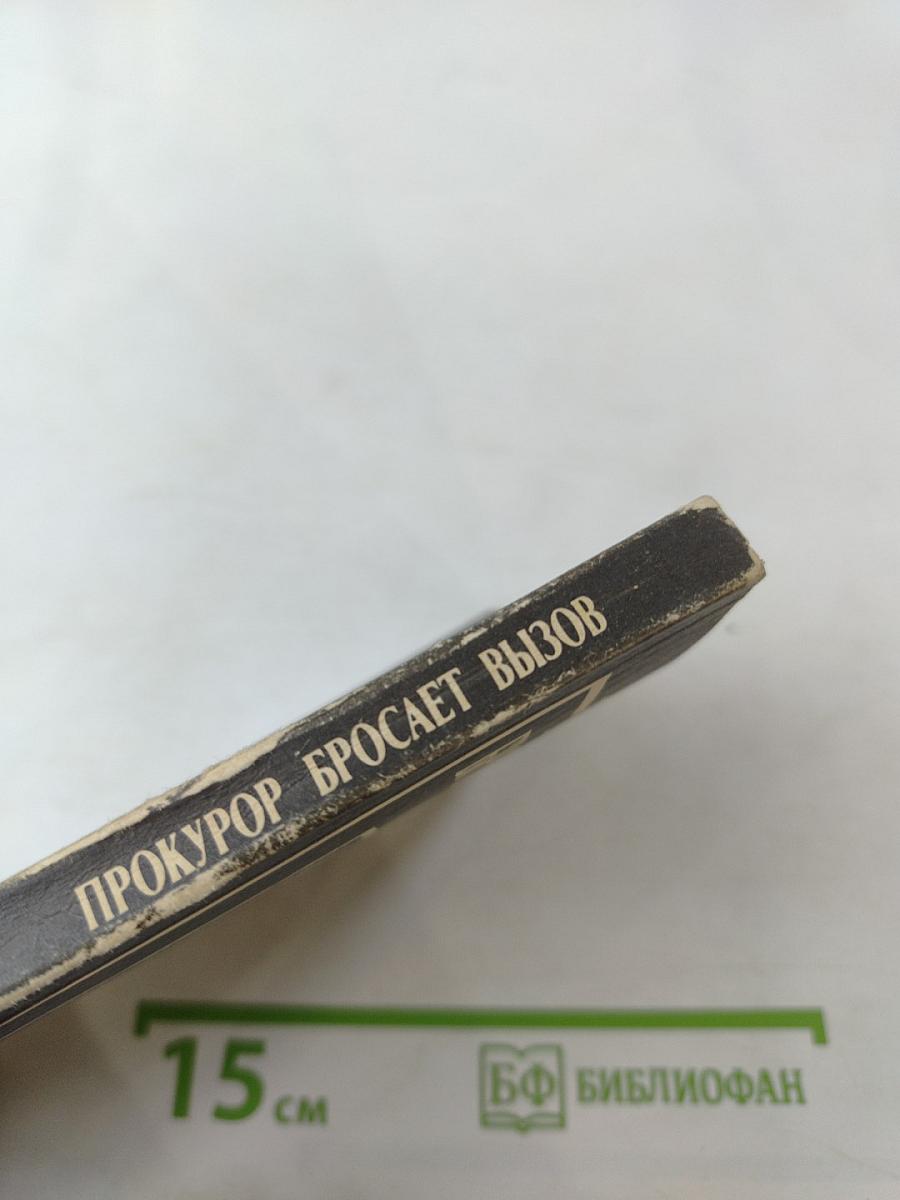 ПРОКУРОР БРОСАЕТ ВЫЗОВ
15 см
БФ БИБЛИОФАН